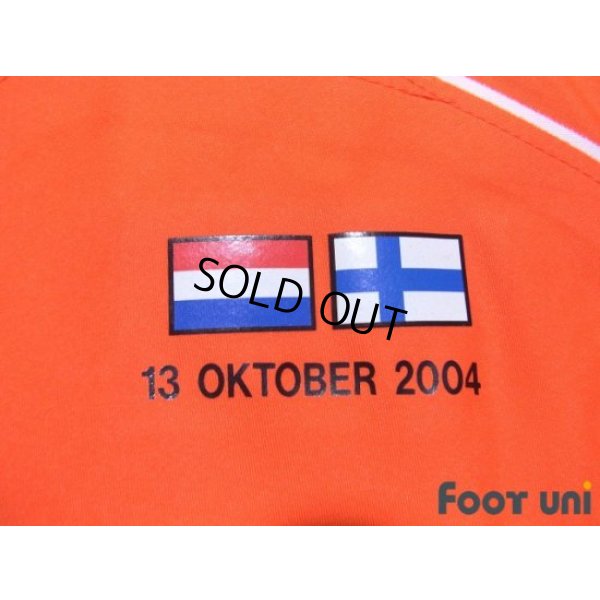 SOLD OUT
13 OKTOBER 2004
FOOT UNI